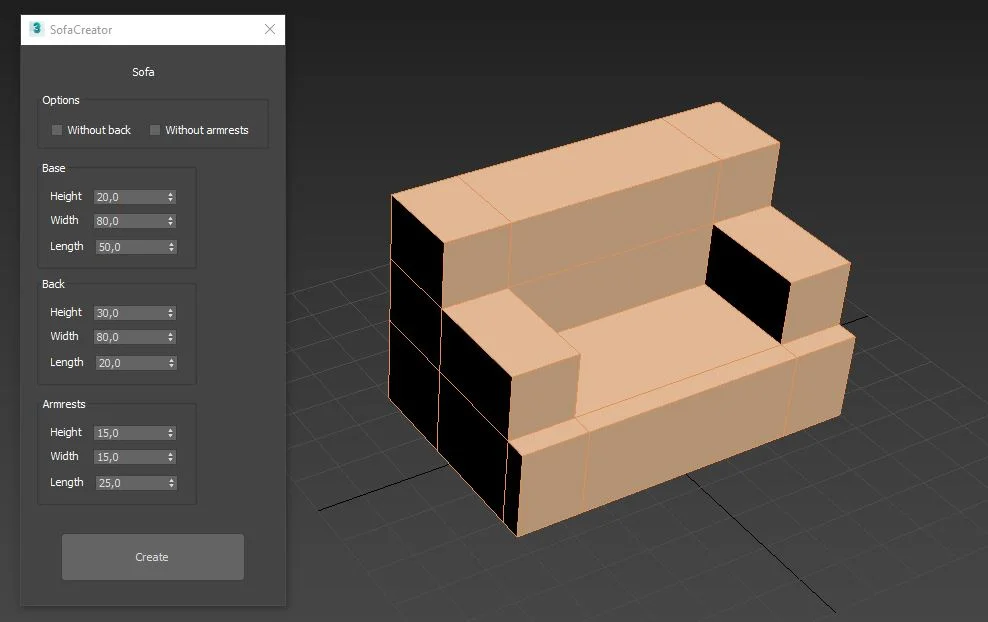 SofaCreator
Sofa
Options
Without back Without armrests
Base
Height 20,0
Width 80,0
Length 50,0
Back
Height 30,0
Width 80,0
Length 20,0
Armrests
Height 15,0
Width 15,0
Length 25,0
Create